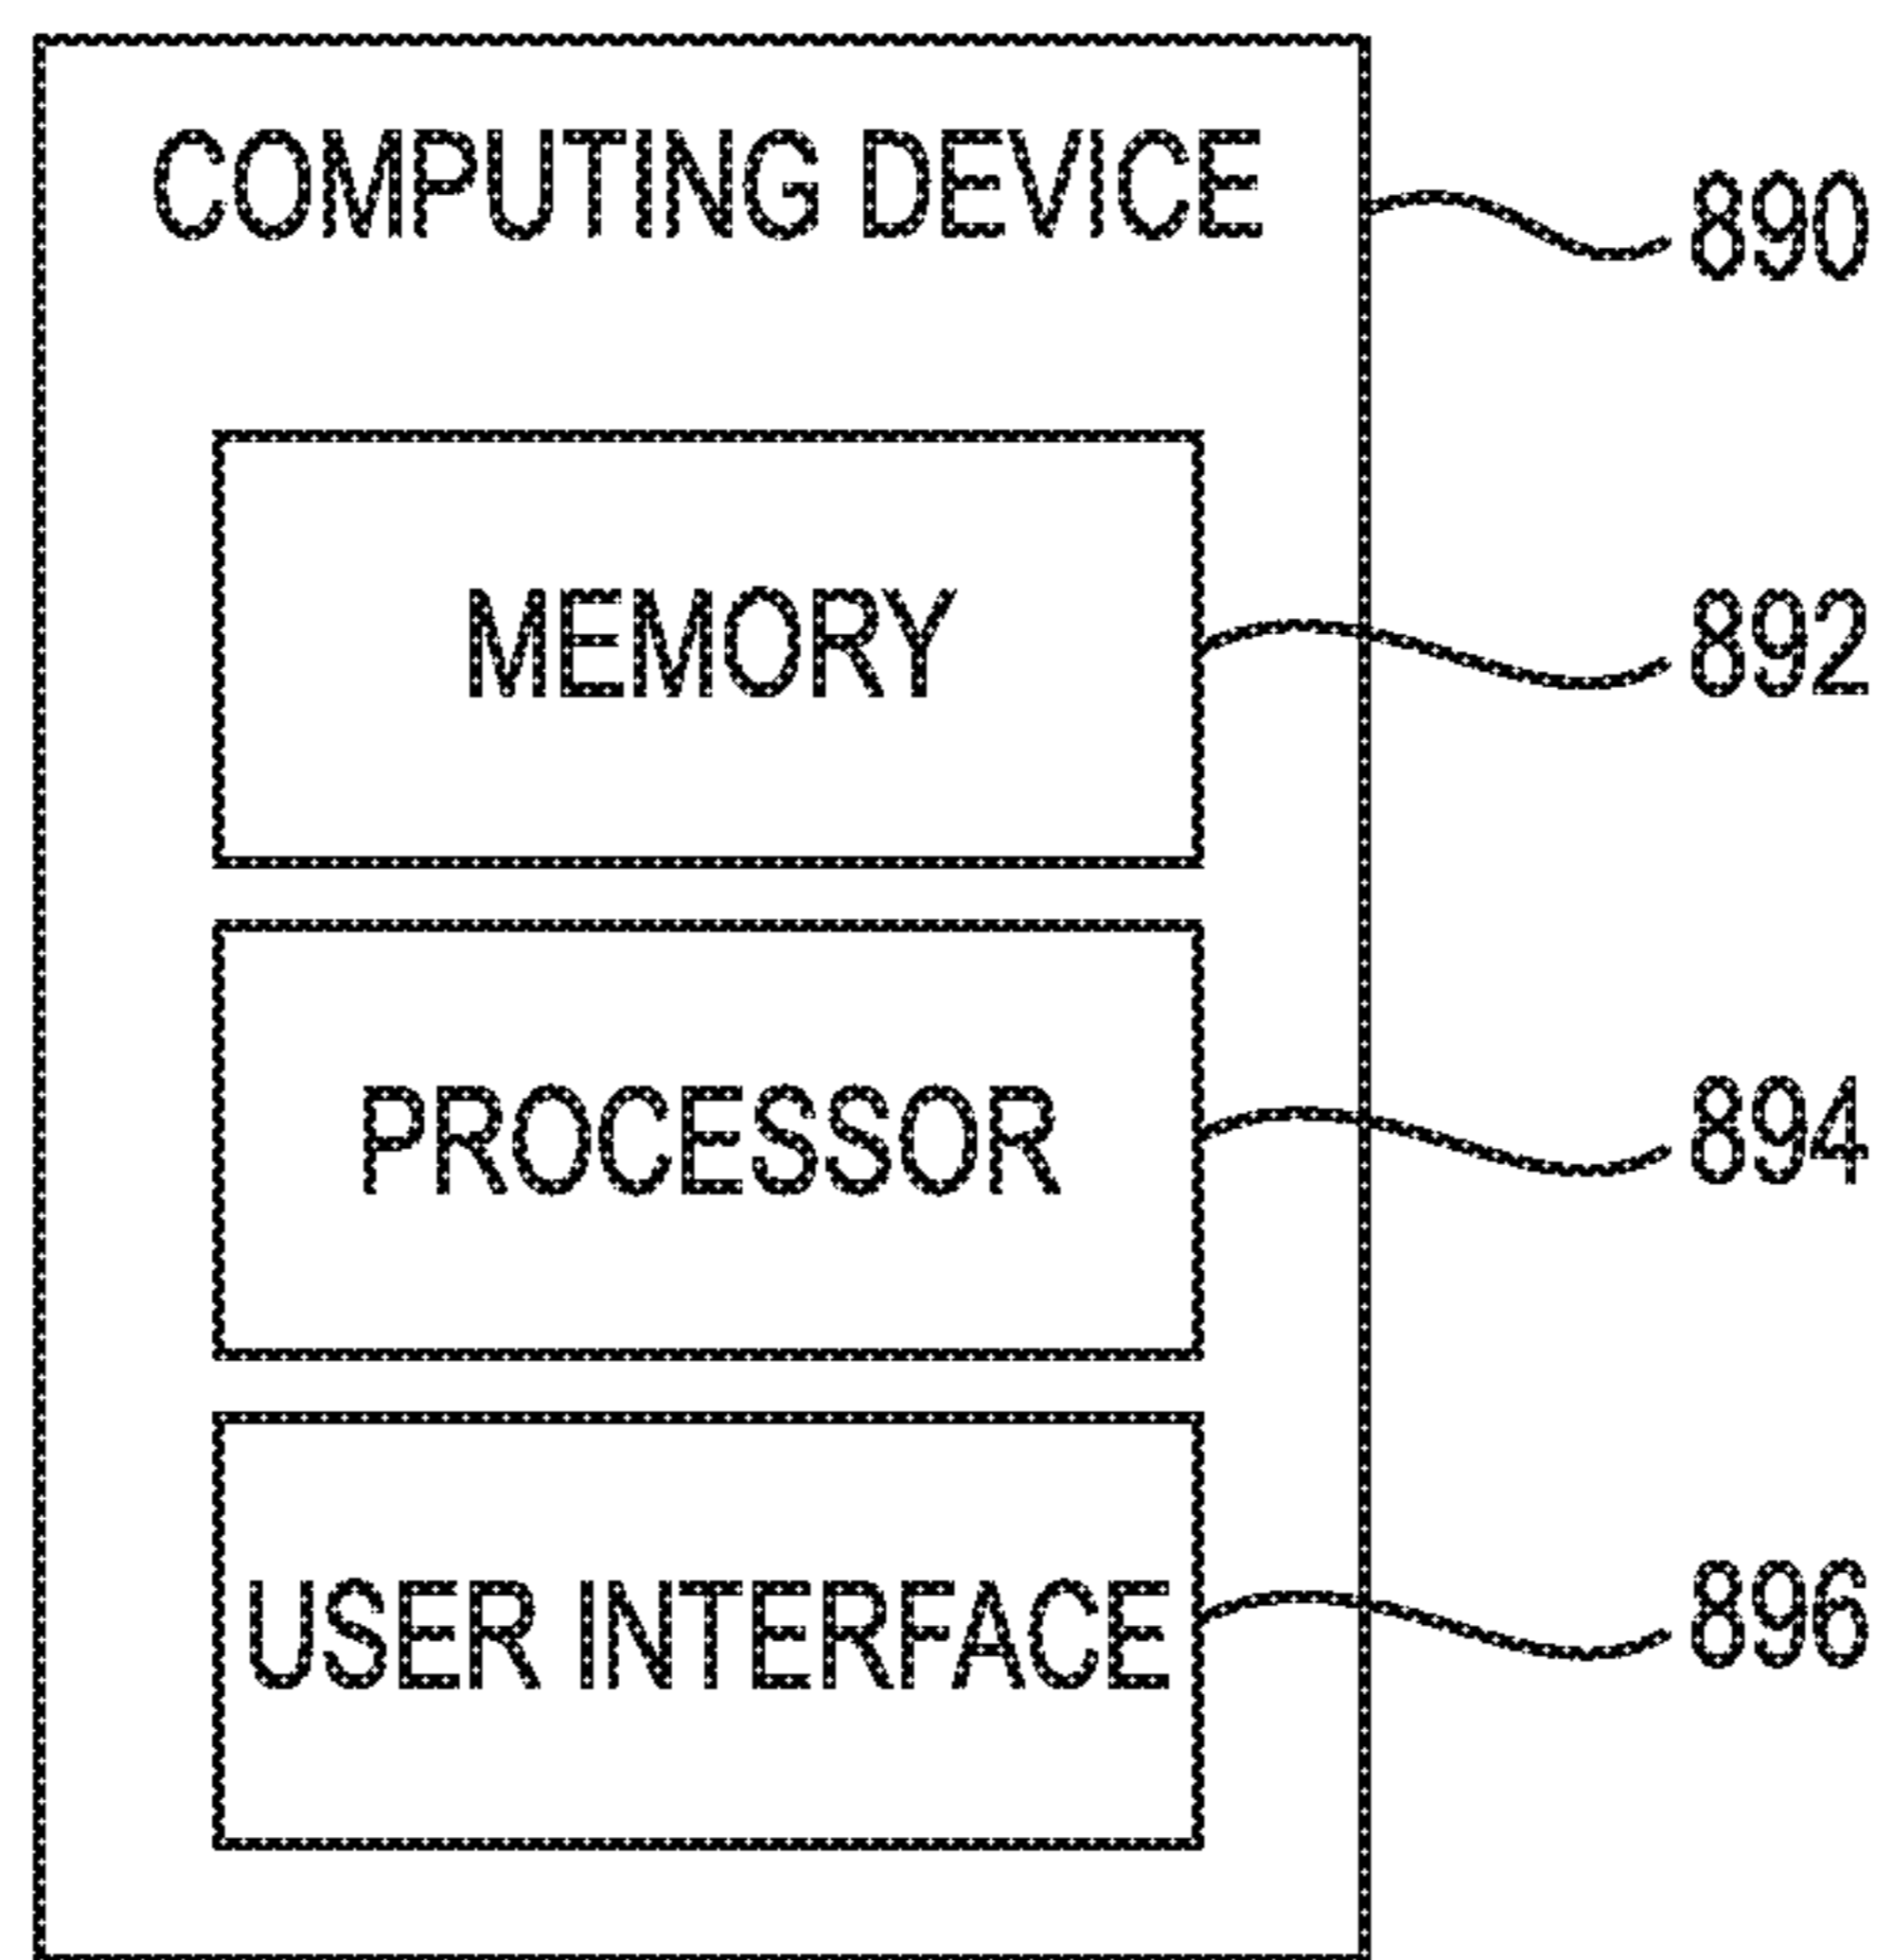 COMPUTING DEVICE
890
MEMORY
892
PROCESSOR
894
USER INTERFACE
896